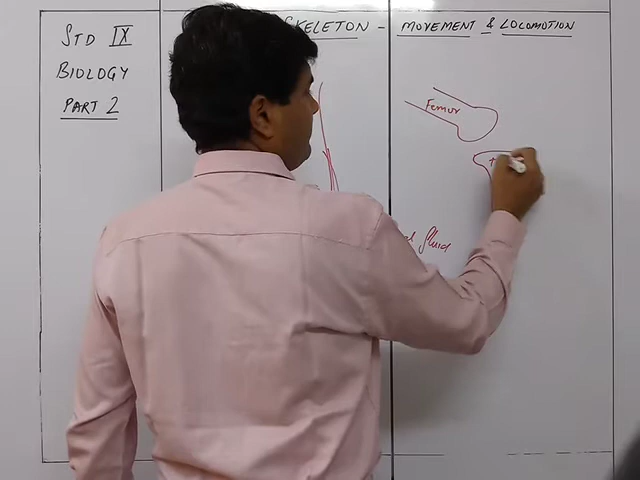 STD IX
BIOLOGY
PART 2
SKELETON - MOVEMENT & LOCOMOTION
Femur
fluid